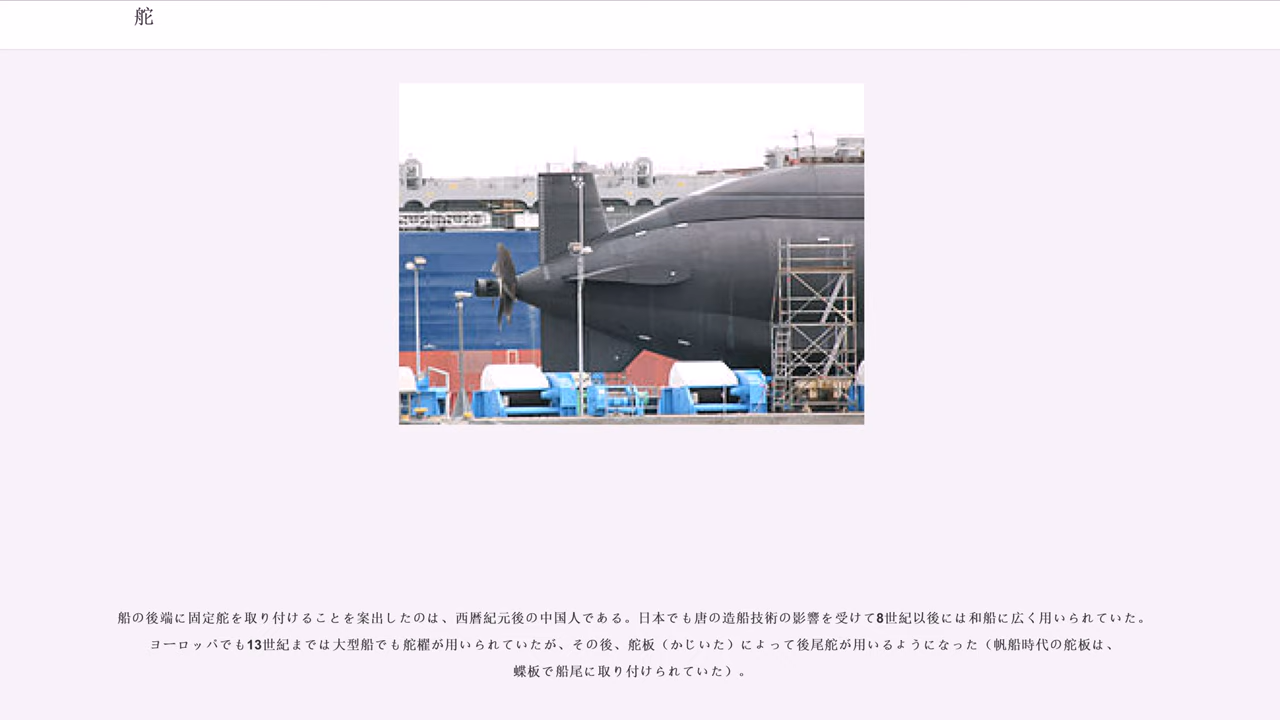 舵
船の後端に固定舵を取り付けることを案出したのは、西暦紀元後の中国人である。日本でも唐の造船技術の影響を受けて8世紀以後には和船に広く用いられていた。
ヨーロッパでも13世紀までは大型船でも舵櫂が用いられていたが、その後、舵板（かじいた）によって後尾舵が用いるようになった（帆船時代の舵板は、
蝶板で船尾に取り付けられていた）。